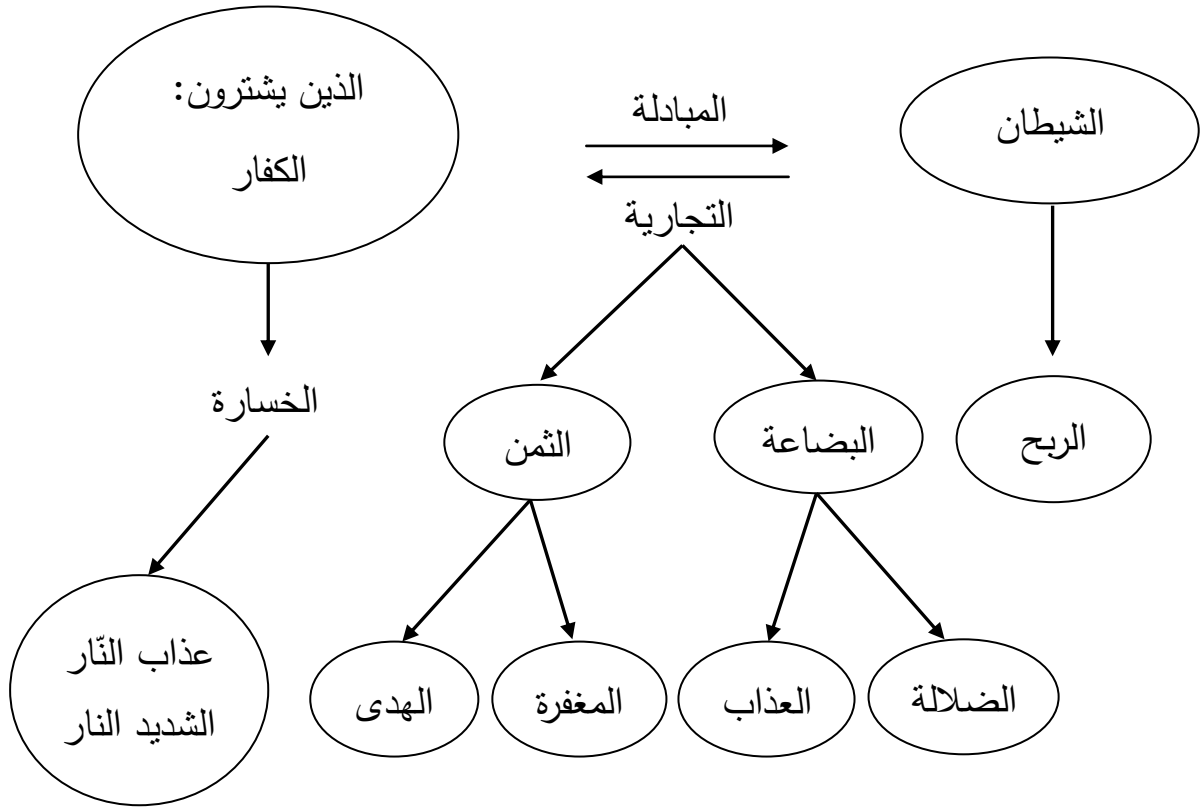 الذين يشترون:
الكفار
المبادلة
التجارية
الشيطان
الخسارة
الثمن
البضاعة
الربح
عذاب النّار
الشديد النار
الهدى
المغفرة
العذاب
الضلالة